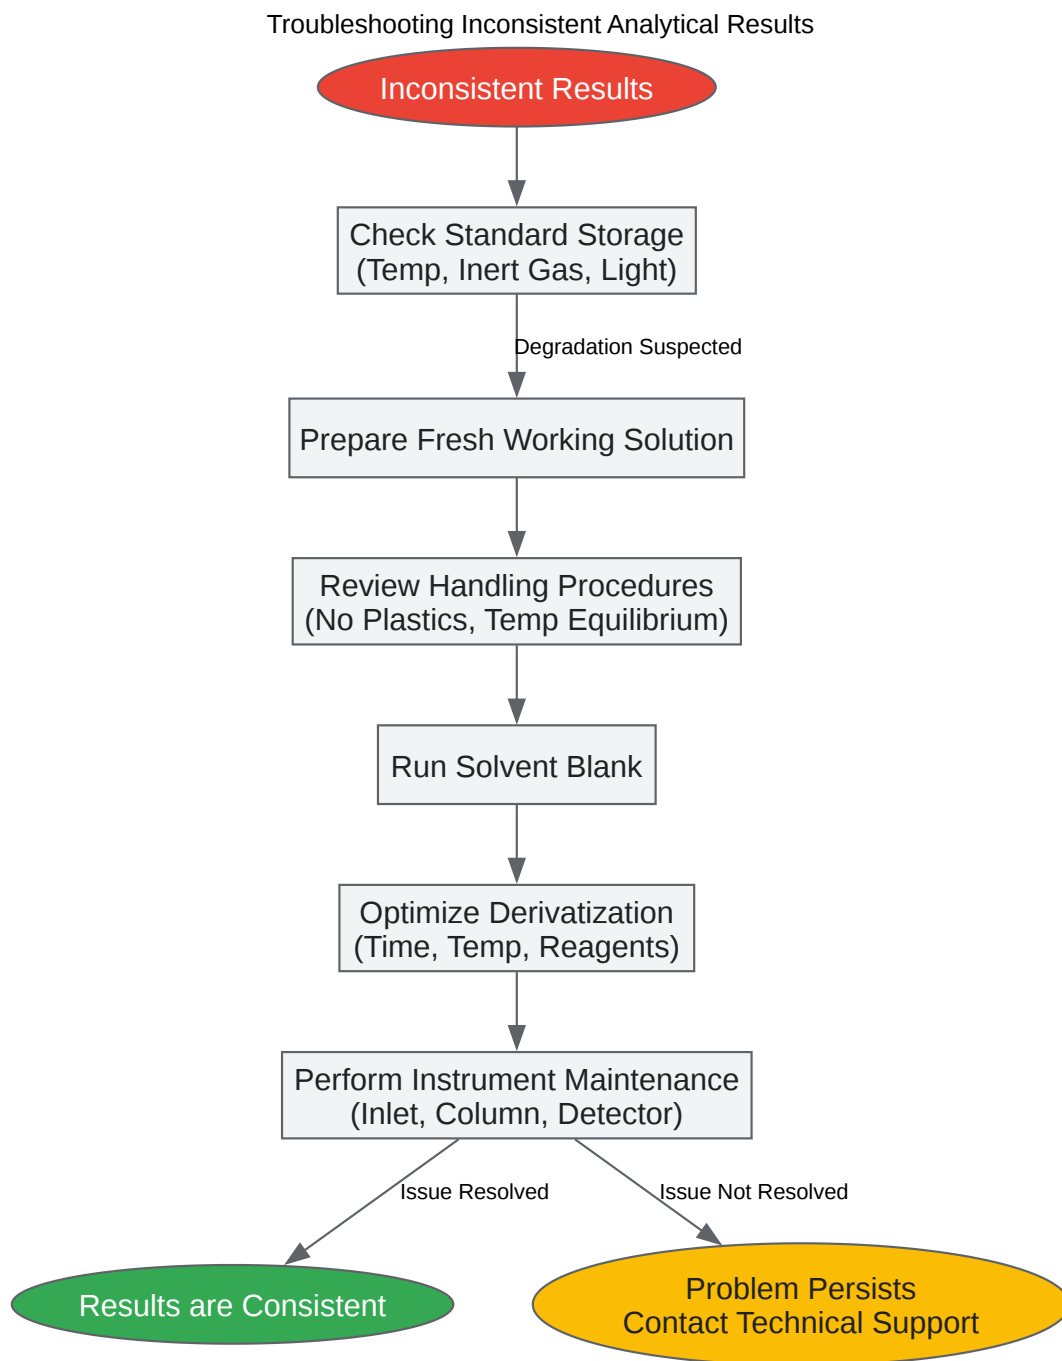 Troubleshooting Inconsistent Analytical Results
Inconsistent Results
Check Standard Storage
(Temp, Inert Gas, Light)
Degradation Suspected
Prepare Fresh Working Solution
Review Handling Procedures
(No Plastics, Temp Equilibrium)
Run Solvent Blank
Optimize Derivatization
(Time, Temp, Reagents)
Perform Instrument Maintenance
(Inlet, Column, Detector)
Issue Resolved
Issue Not Resolved
Results are Consistent
Problem Persists
Contact Technical Support